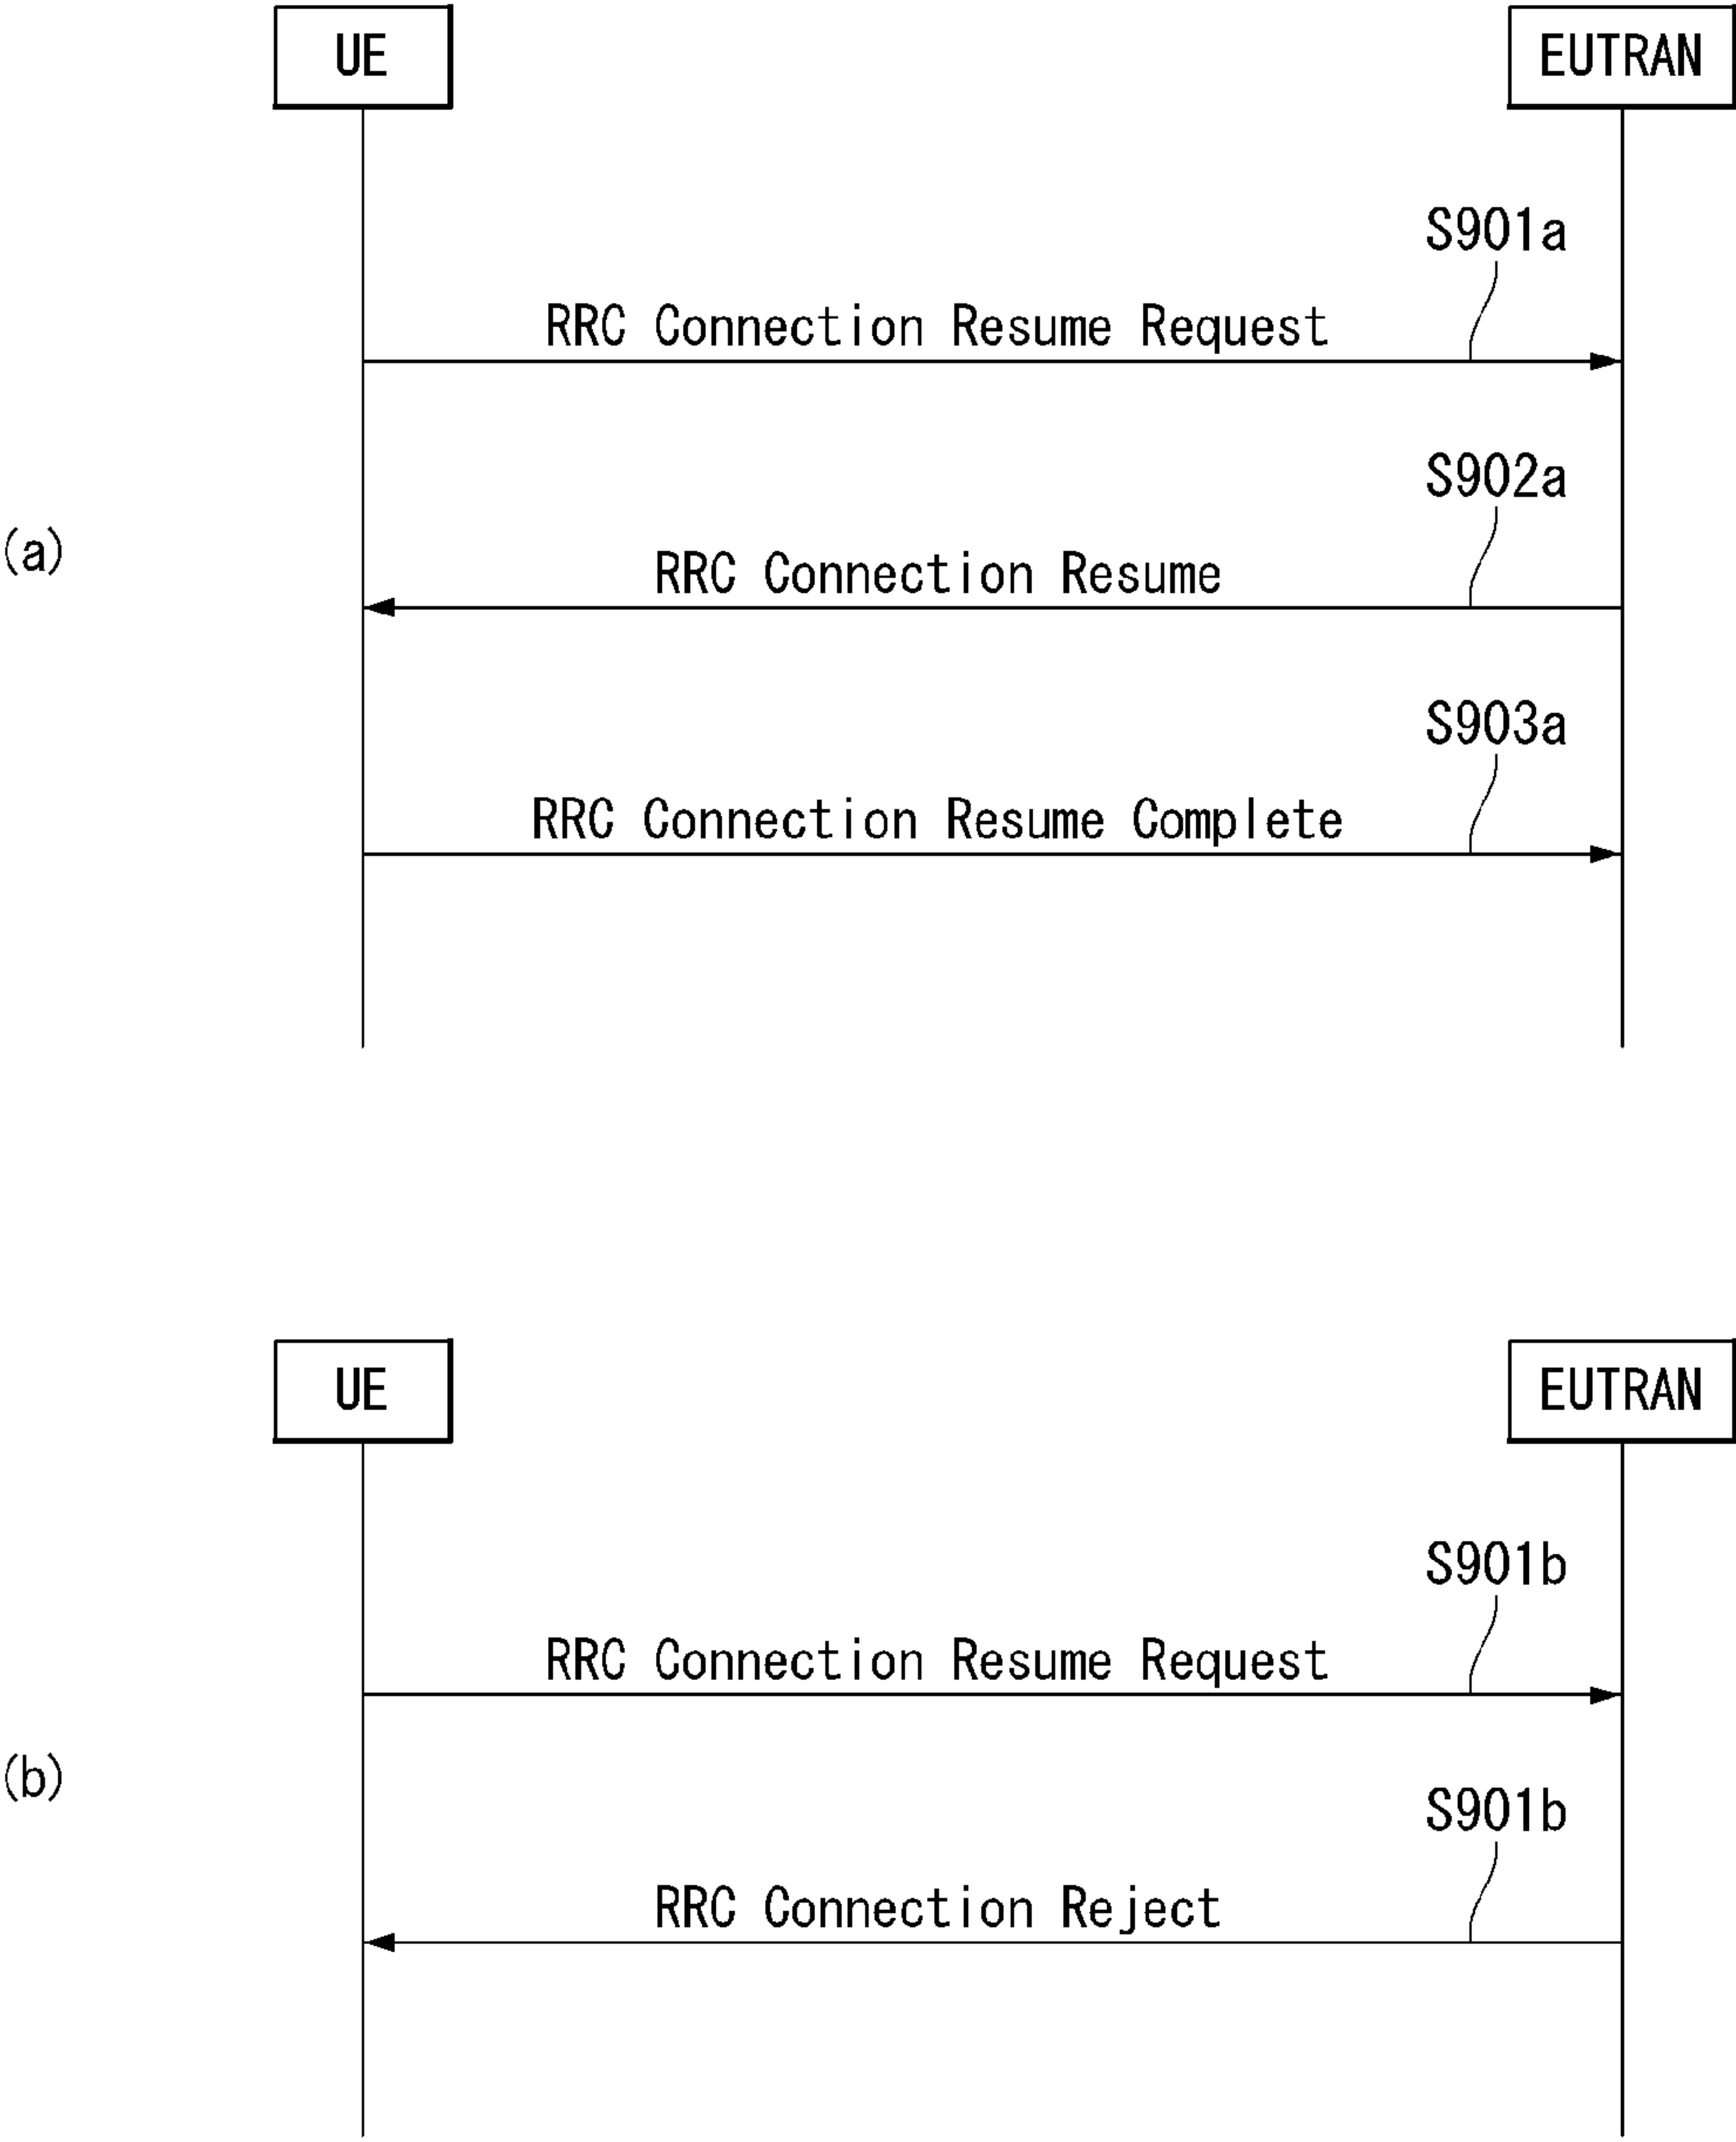 UE
EUTRAN
S901a
RRC Connection Resume Request
S902a
(a)
RRC Connection Resume
S903a
RRC Connection Resume Complete
UE
EUTRAN
S901b
RRC Connection Resume Request
(b)
S901b
RRC Connection Reject